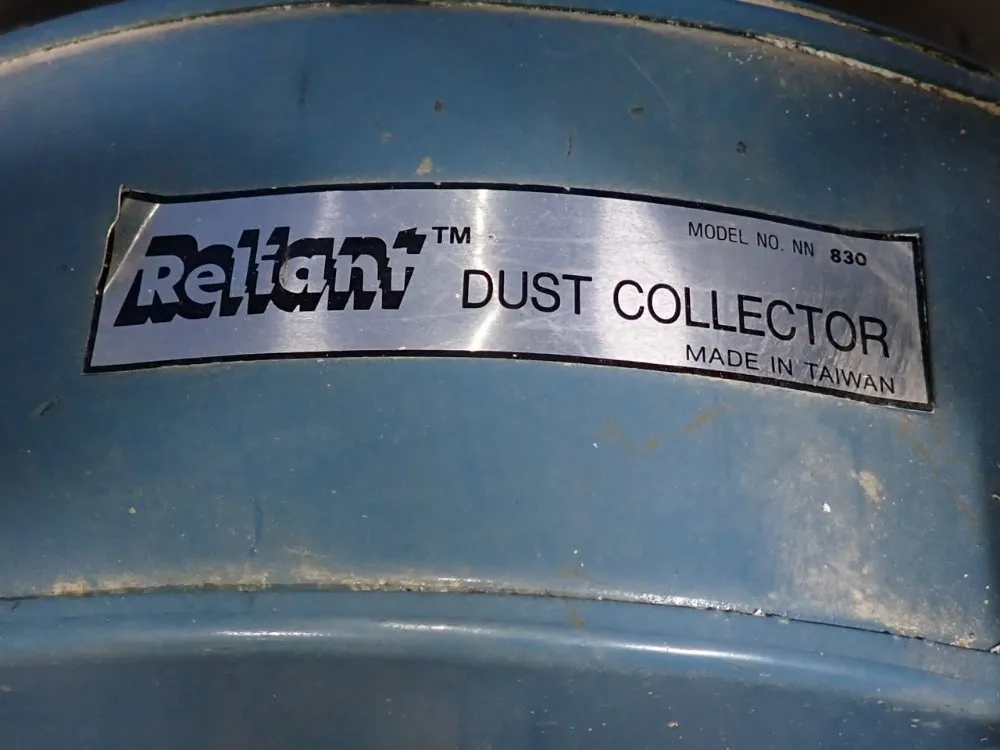 Reliant™
MODEL NO. NN 830
DUST COLLECTOR
MADE IN TAIWAN